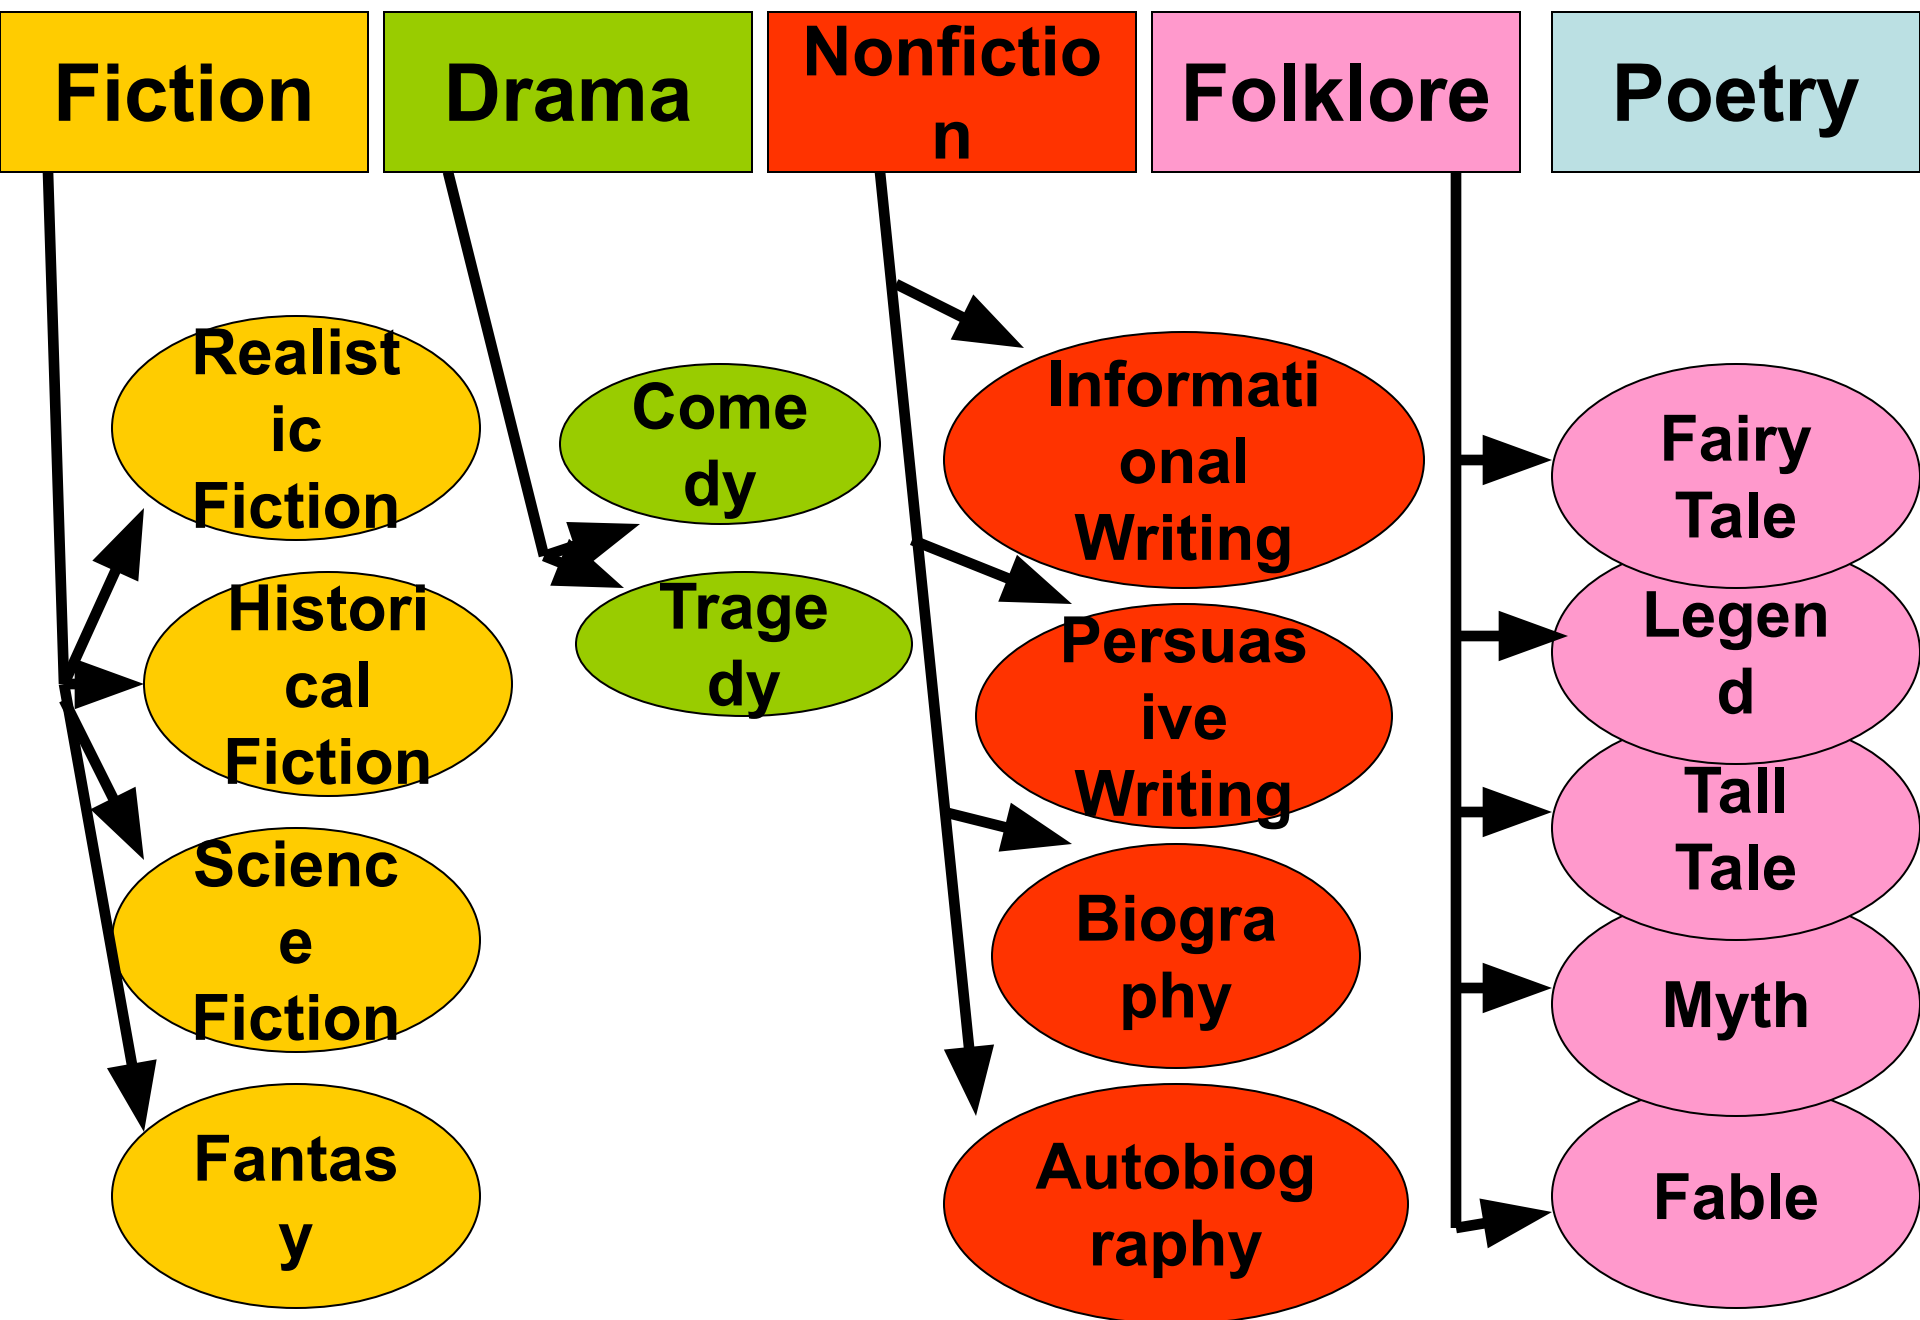 Fiction
Drama
Nonfictio
n
Folklore
Poetry
Realist
ic
Fiction
Histori
cal
Fiction
Scienc
e
Fiction
Fantas
y
Come
dy
Trage
dy
Informati
onal
Writing
Persuas
ive
Writing
Biogra
phy
Autobiog
raphy
Fairy
Tale
Legen
d
Tall
Tale
Myth
Fable